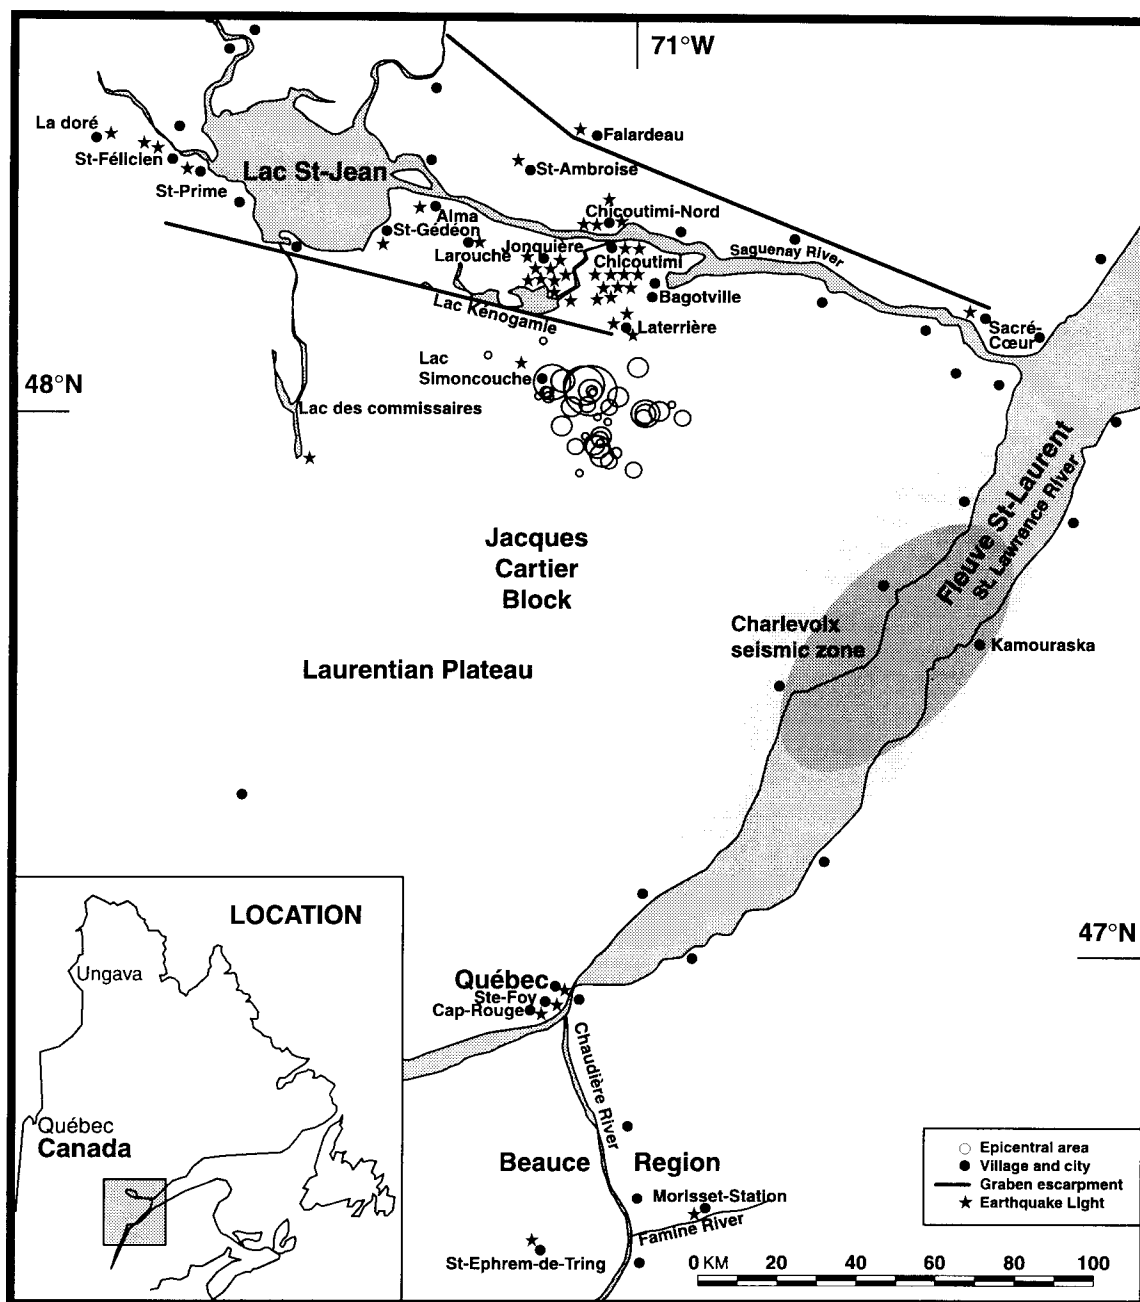 71°W
La doré
Falardeau
St-Félicien
St-Ambroise
Lac St-Jean
St-Prime
Alma
Chicoutimi-Nord
St-Gédéon
Larouche
Jonquière
Chicoutimi
Saguenay River
Bagotville
Lac Kénogamie
Laterrière
Sacré-
Cœur
Lac
Simoncouche
48°N
Lac des commissaires
Fleuve St-Laurent
St. Lawrence River
Jacques
Cartier
Block
Charlevoix
seismic zone
Kamouraska
Laurentian Plateau
LOCATION
Ungava
Québec
Canada
47°N
Québec
Ste-Foy
Cap-Rouge
Chaudière River
Beauce Region
Morisset-Station
Famine River
St-Ephrem-de-Tring
Epicentral area
Village and city
Graben escarpment
Earthquake Light
0 KM 20 40 60 80 100